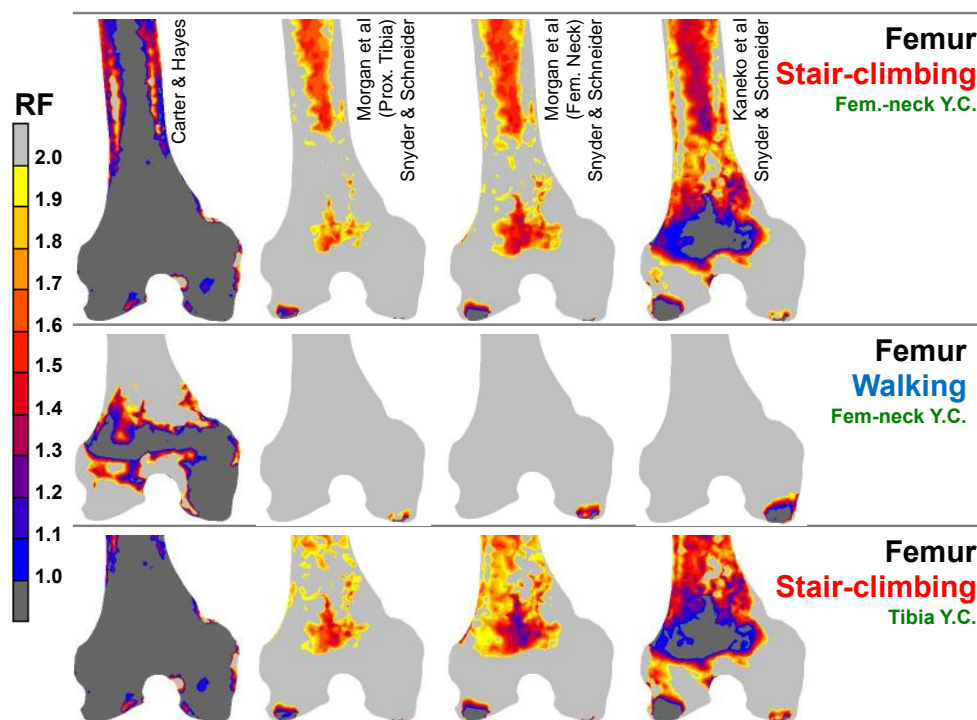 RF
2.0
1.9
1.8
1.7
1.6
1.5
1.4
1.3
1.2
1.1
1.0
Carter & Hayes
Morgan et al
(Prox. Tibia)
Snyder & Schneider
Morgan et al
(Fem. Neck)
Snyder & Schneider
Kaneko et al
Snyder & Schneider
Femur
Stair-climbing
Fem.-neck Y.C.
Femur
Walking
Fem-neck Y.C.
Femur
Stair-climbing
Tibia Y.C.